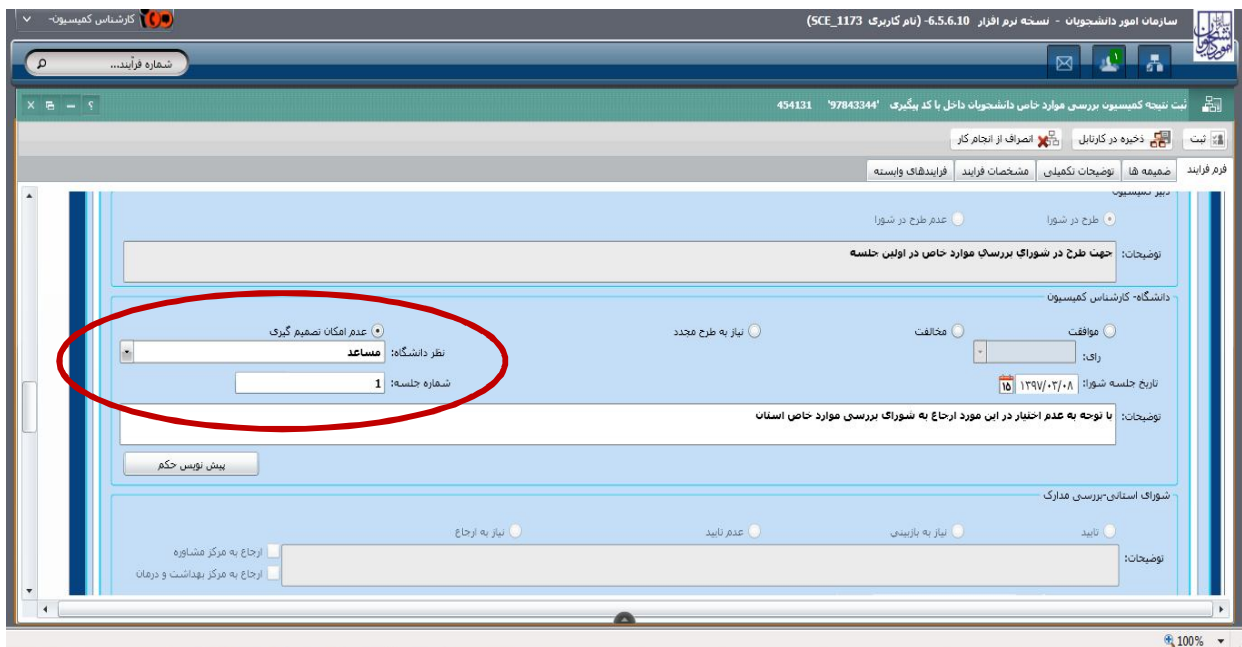 سازمان امور دانشجویان - نسخه نرم افزار 6.5.6.10- (نام کاربری SCE_1173)
کارشناس کمیسیون-
امور دانشجویان
۱
شماره فرآیند...
ثبت نتیجه کمیسیون بررسی موارد خاص دانشجویان داخل با کد پیگیری '97843344' 454131
ثبت ذخیره در کارتابل انصراف از انجام کار
فرم فرایند ضمیمه ها توضیحات تکمیلی مشخصات فرایند فرایندهای وابسته
دبیر کمیسیون
طرح در شورا عدم طرح در شورا
توضیحات: جهت طرح در شورای بررسی موارد خاص در اولین جلسه
دانشگاه- کارشناس کمیسیون
موافقت مخالفت نیاز به طرح مجدد عدم امکان تصمیم گیری
رای: نظر دانشگاه: مساعد
تاریخ جلسه شورا: ۱۳۹۷/۰۳/۰۸ ۱۵ شماره جلسه: 1
توضیحات: با توجه به عدم اختیار در این مورد ارجاع به شورای بررسی موارد خاص استان
پیش نویس حکم
شورای استانی-بررسی مدارک
تایید نیاز به بازبینی عدم تایید نیاز به ارجاع
توضیحات: ارجاع به مرکز مشاوره
ارجاع به مرکز بهداشت و درمان
100%